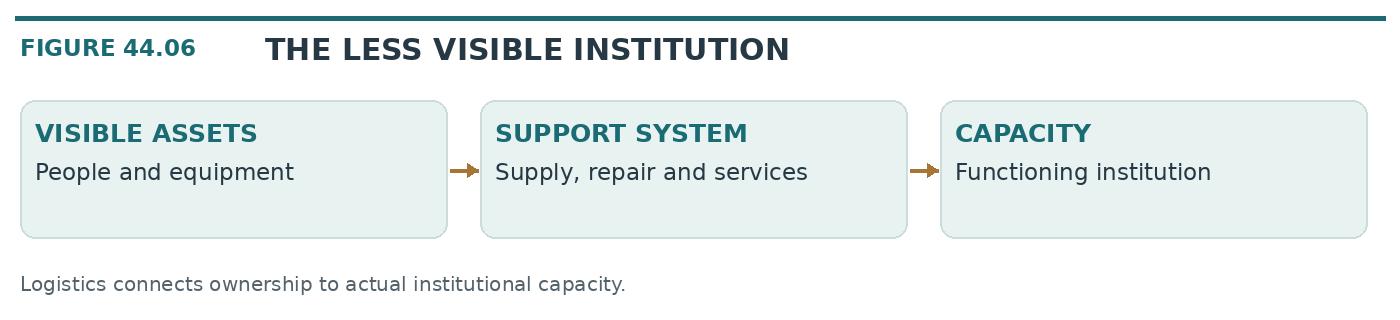 FIGURE 44.06 THE LESS VISIBLE INSTITUTION
VISIBLE ASSETS
People and equipment
SUPPORT SYSTEM
Supply, repair and services
CAPACITY
Functioning institution
Logistics connects ownership to actual institutional capacity.